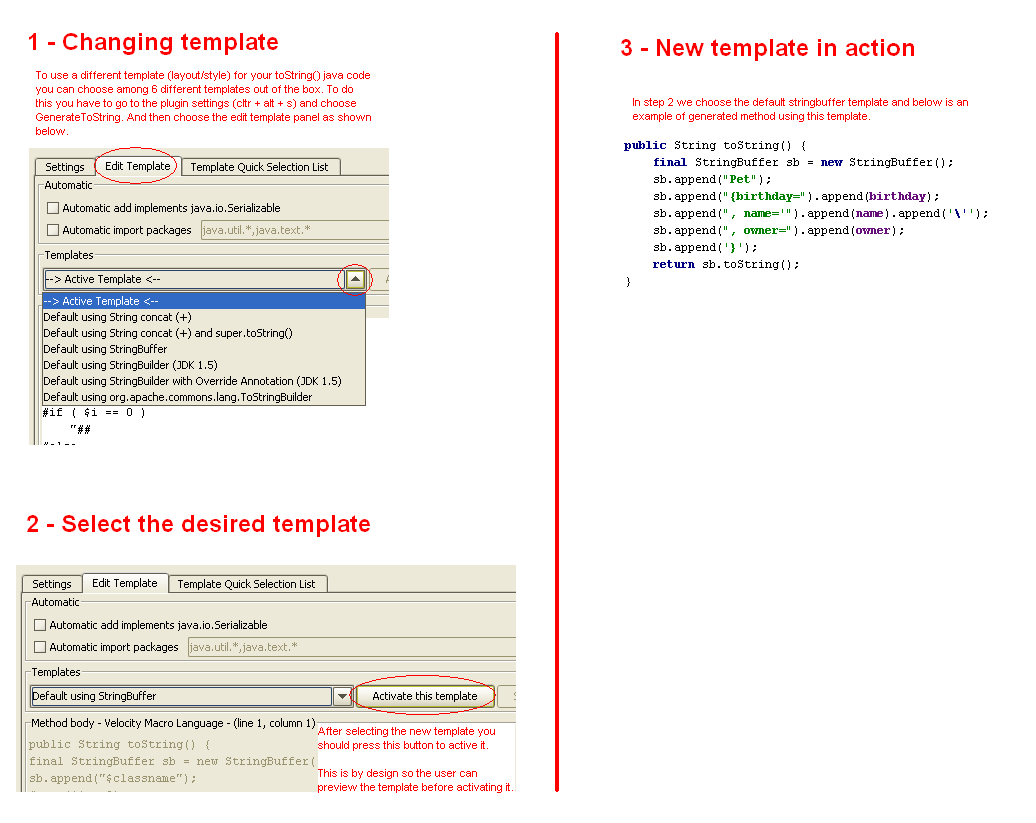 1 - Changing template
To use a different template (layout/style) for your toString() java code
you can choose among 6 different templates out of the box. To do
this you have to go to the plugin settings (cltr + alt + s) and choose
GenerateToString. And then choose the edit template panel as shown
below.
Settings Edit Template Template Quick Selection List
Automatic
Automatic add implements java.io.Serializable
Automatic import packages java.util.*,java.text.*
Templates
--> Active Template <--
--> Active Template <--
Default using String concat (+)
Default using String concat (+) and super.toString()
Default using StringBuffer
Default using StringBuilder (JDK 1.5)
Default using StringBuilder with Override Annotation (JDK 1.5)
Default using org.apache.commons.lang.ToStringBuilder
#if ( $i == 0 )
"##
2 - Select the desired template
Settings Edit Template Template Quick Selection List
Automatic
Automatic add implements java.io.Serializable
Automatic import packages java.util.*,java.text.*
Templates
Default using StringBuffer Activate this template
Method body - Velocity Macro Language - (line 1, column 1)
public String toString() {
final StringBuffer sb = new StringBuffer(
sb.append("$classname");
After selecting the new template you
should press this button to active it.
This is by design so the user can
preview the template before activating it.
3 - New template in action
In step 2 we choose the default stringbuffer template and below is an
example of generated method using this template.
public String toString() {
final StringBuffer sb = new StringBuffer();
sb.append("Pet");
sb.append("{birthday=").append(birthday);
sb.append(", name='").append(name).append('\'');
sb.append(", owner=").append(owner);
sb.append('}');
return sb.toString();
}